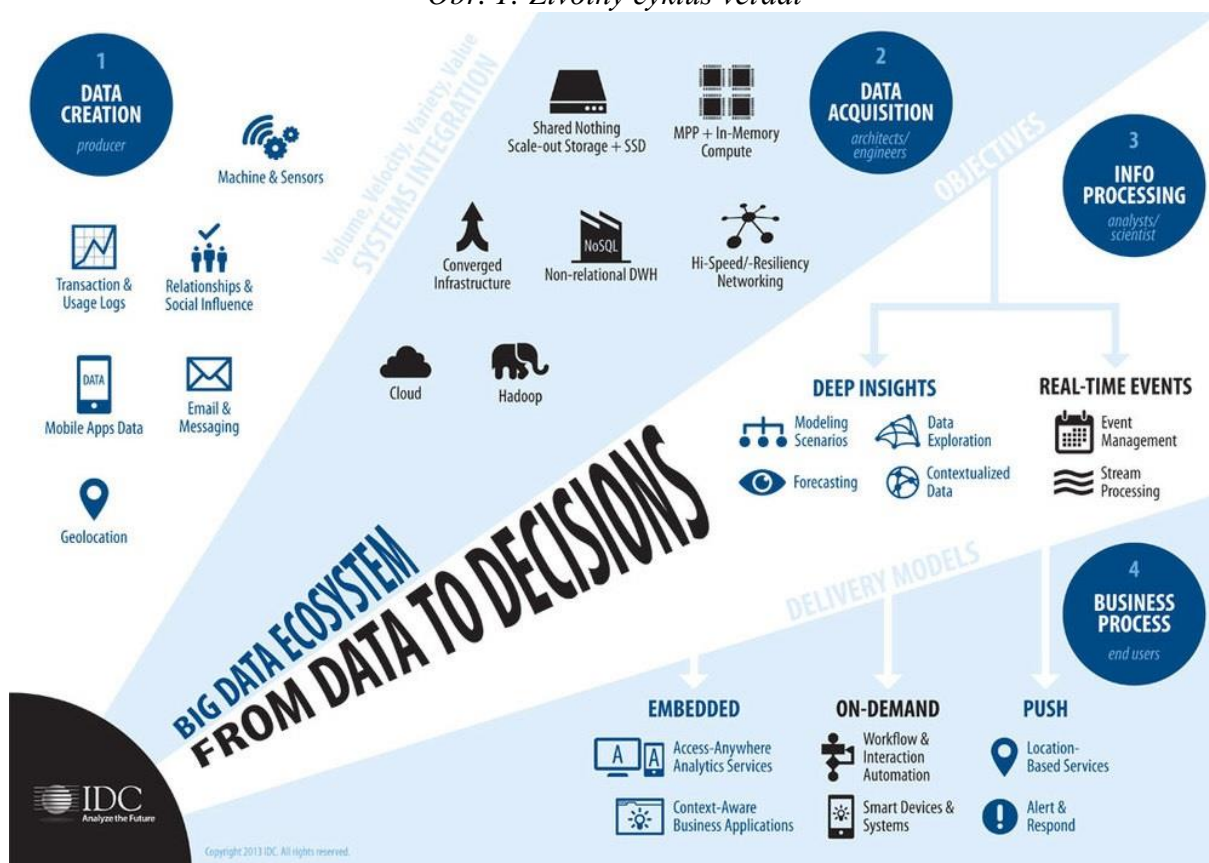 Obr. 1: Životný cyklus veľdát
1
DATA
CREATION
producer
Machine & Sensors
Transaction &
Usage Logs
Relationships &
Social Influence
DATA
Mobile Apps Data
Email &
Messaging
Geolocation
Volume, Velocity, Variety, Value
SYSTEMS INTEGRATION
Shared Nothing
Scale-out Storage + SSD
MPP + In-Memory
Compute
Converged
Infrastructure
NoSQL
Non-relational DWH
Hi-Speed/-Resiliency
Networking
Cloud
Hadoop
2
DATA
ACQUISITION
architects/
engineers
OBJECTIVES
3
INFO
PROCESSING
analysts/
scientist
DEEP INSIGHTS
Modeling
Scenarios
Data
Exploration
Forecasting
Contextualized
Data
REAL-TIME EVENTS
Event
Management
Stream
Processing
BIG DATA ECOSYSTEM
FROM DATA TO DECISIONS
DELIVERY MODELS
4
BUSINESS
PROCESS
end users
EMBEDDED
A
A
Access-Anywhere
Analytics Services
Context-Aware
Business Applications
ON-DEMAND
Workflow &
Interaction
Automation
Smart Devices &
Systems
PUSH
Location-
Based Services
Alert &
Respond
IDC
Analyze the Future
Copyright 2013 IDC. All rights reserved.